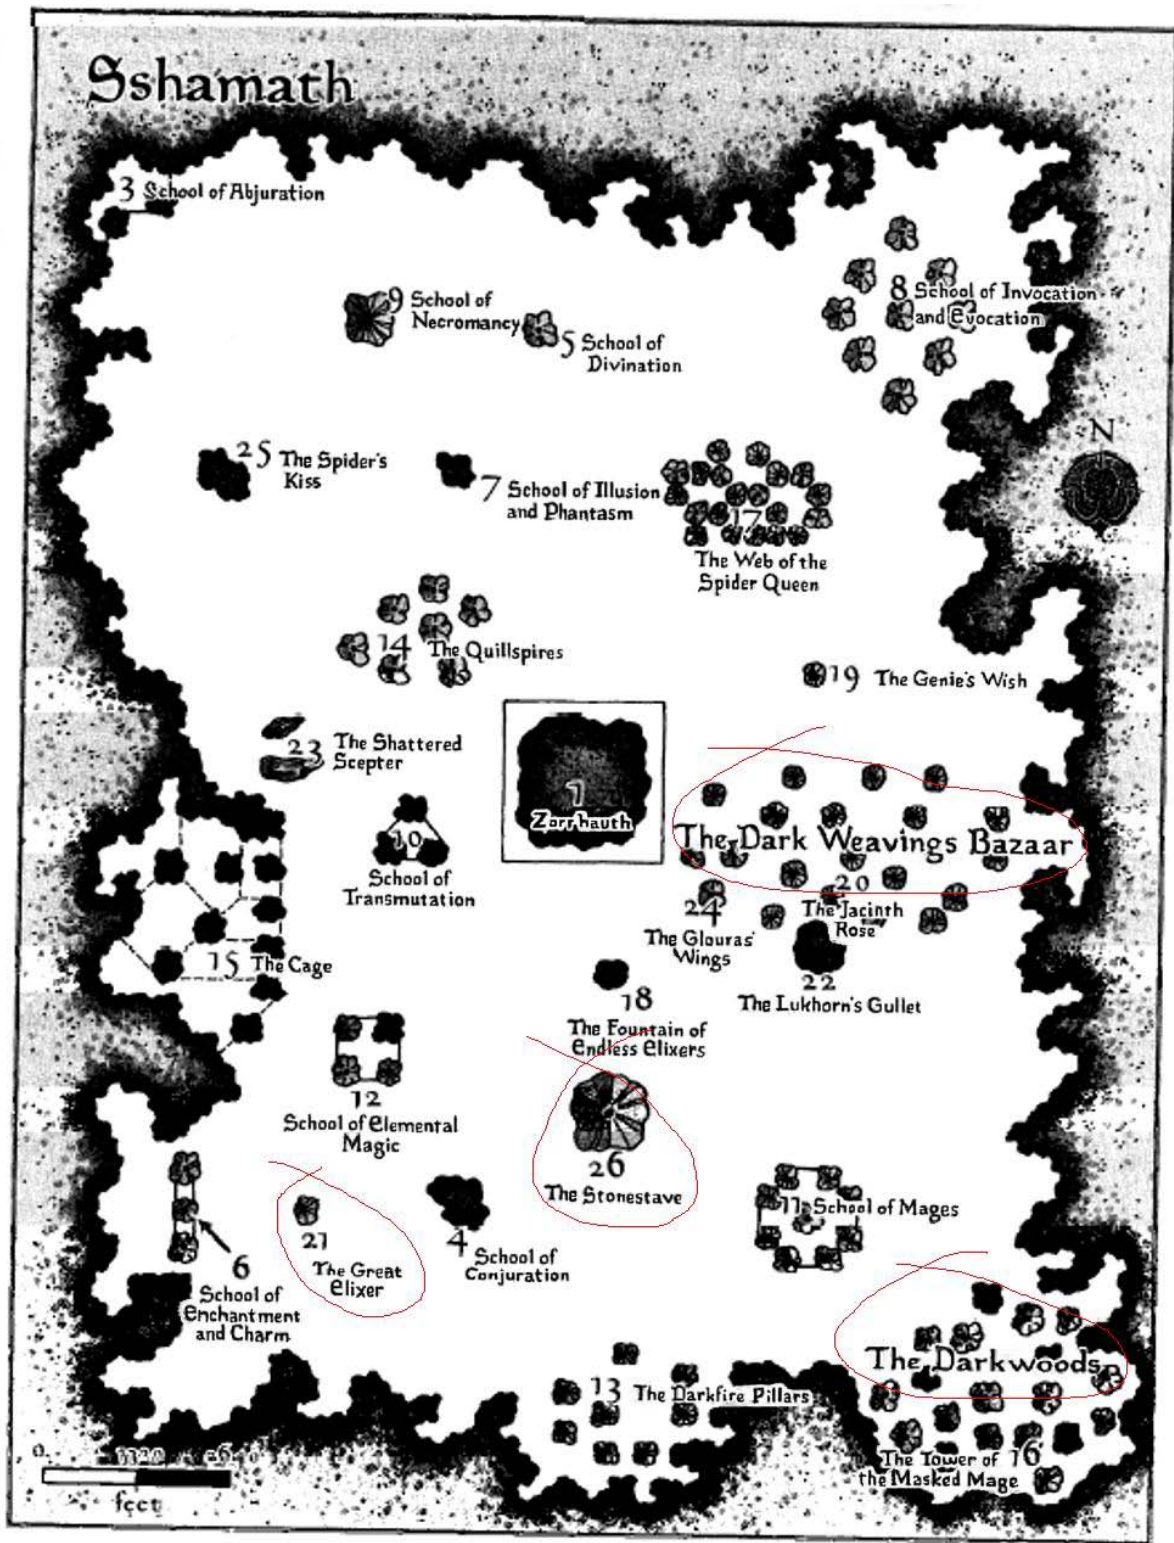 Sshamath
3 School of Abjuration
9 School of
Necromancy
5 School of
Divination
8 School of Invocation
and Evocation
N
25 The Spider's
Kiss
7 School of Illusion
and Phantasm
17
The Web of the
Spider Queen
14 The Quillspires
19 The Genie's Wish
23 The Shattered
Scepter
1
Zorrhauth
The Dark Weavings Bazaar
10
School of
Transmutation
20
The Jacinth
Rose
24
The Glouras'
Wings
22
The Lukhorn's Gullet
15 The Cage
18
The Fountain of
Endless Elixers
12
School of Elemental
Magic
26
The Stonestave
11 School of Mages
21
The Great
Elixer
4 School of
Conjuration
6
School of
Enchantment
and Charm
The Darkwoods
13 The Darkfire Pillars
The Tower of 16
the Masked Mage
0
feet